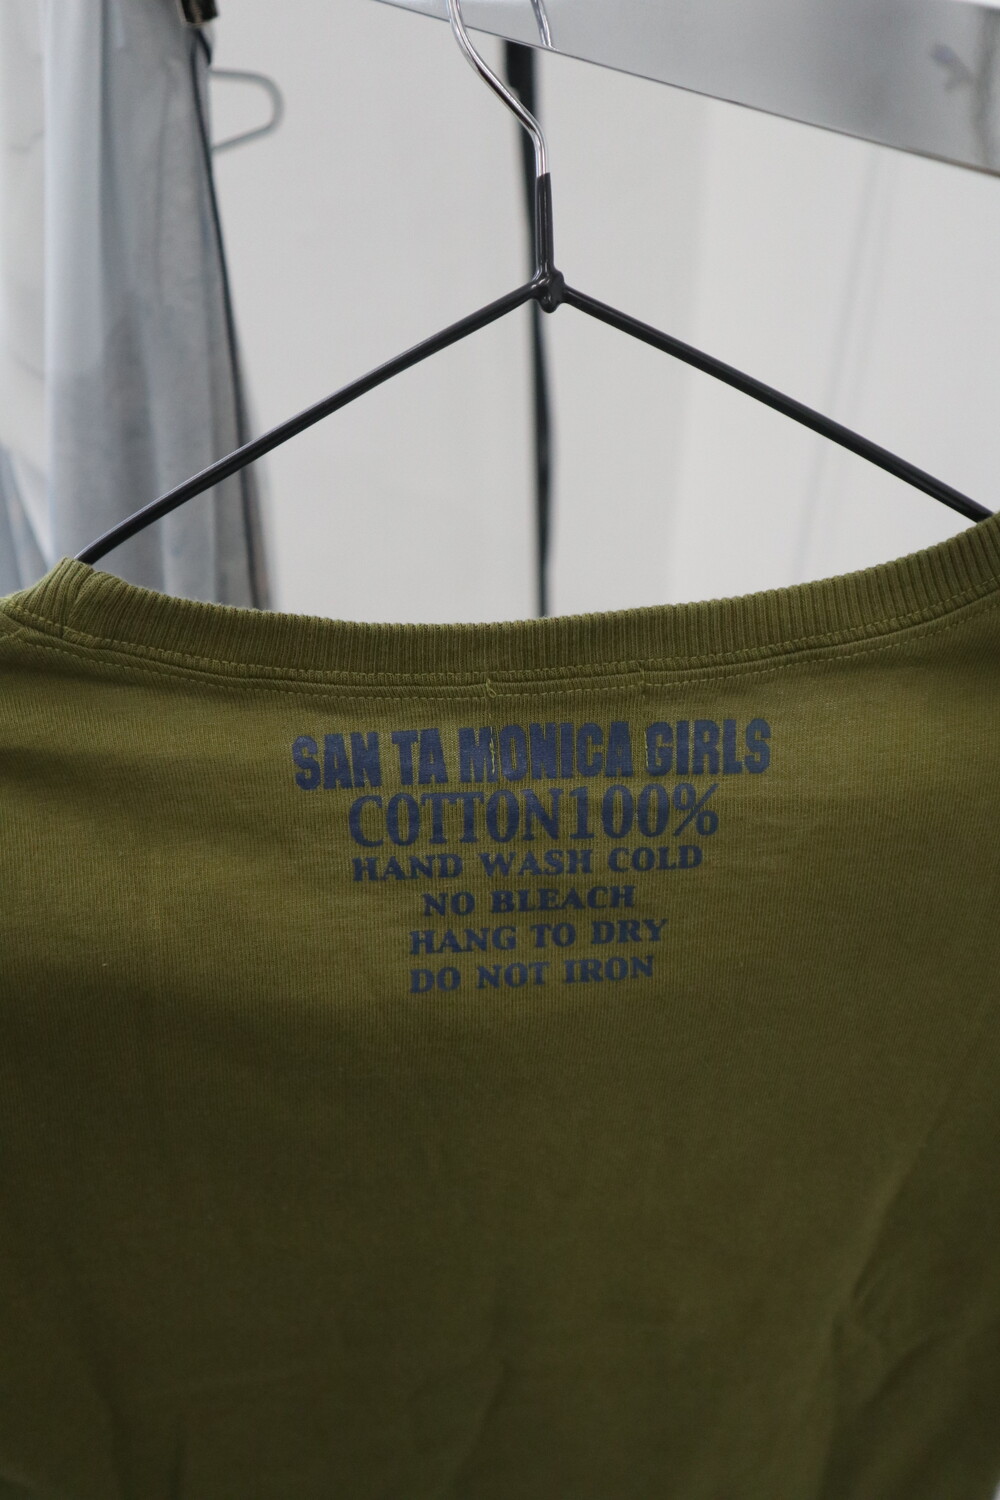 SAN TA MONICA GIRLS
COTTON100%
HAND WASH COLD
NO BLEACH
HANG TO DRY
DO NOT IRON